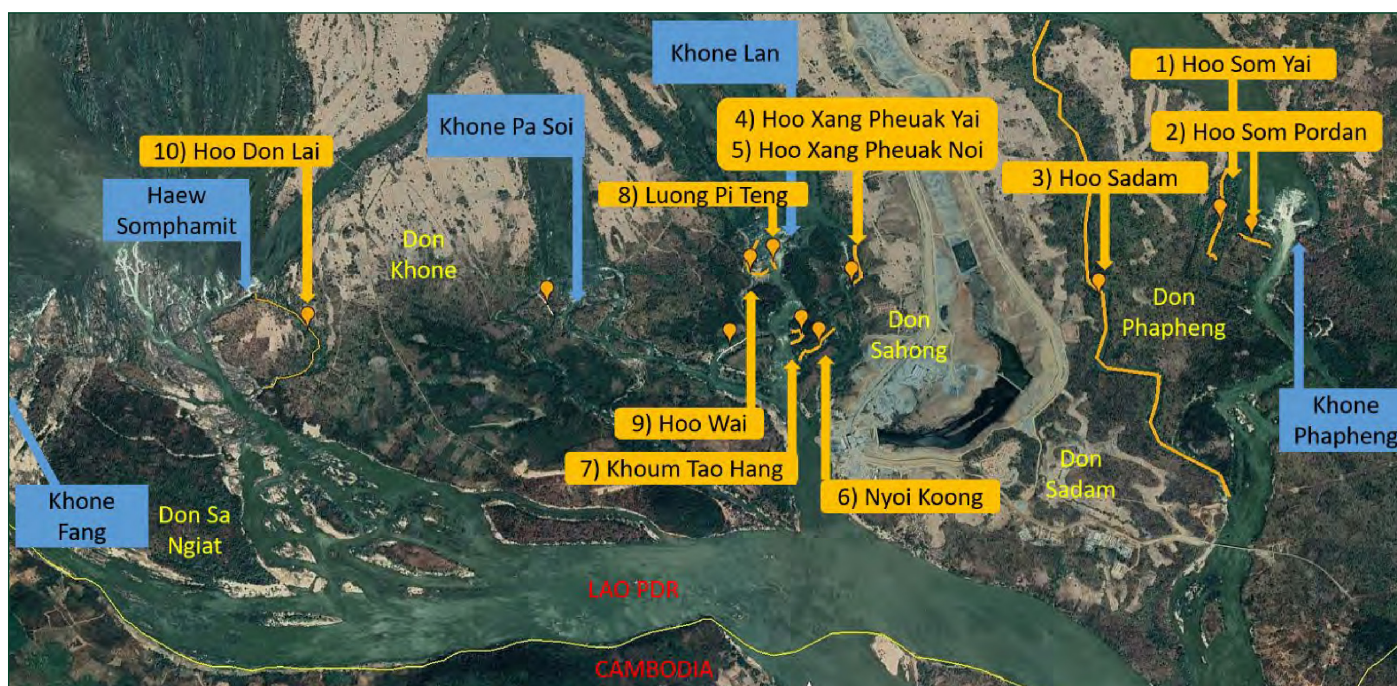 Khone Lan
1) Hoo Som Yai
Khone Pa Soi
4) Hoo Xang Pheuak Yai
5) Hoo Xang Pheuak Noi
2) Hoo Som Pordan
10) Hoo Don Lai
3) Hoo Sadam
Haew
Somphamit
8) Luong Pi Teng
Don
Khone
Don
Phapheng
Don
Sahong
Khone
Phapheng
9) Hoo Wai
7) Khoum Tao Hang
Don
Sadam
6) Nyoi Koong
Khone
Fang
Don Sa
Ngiat
LAO PDR
CAMBODIA